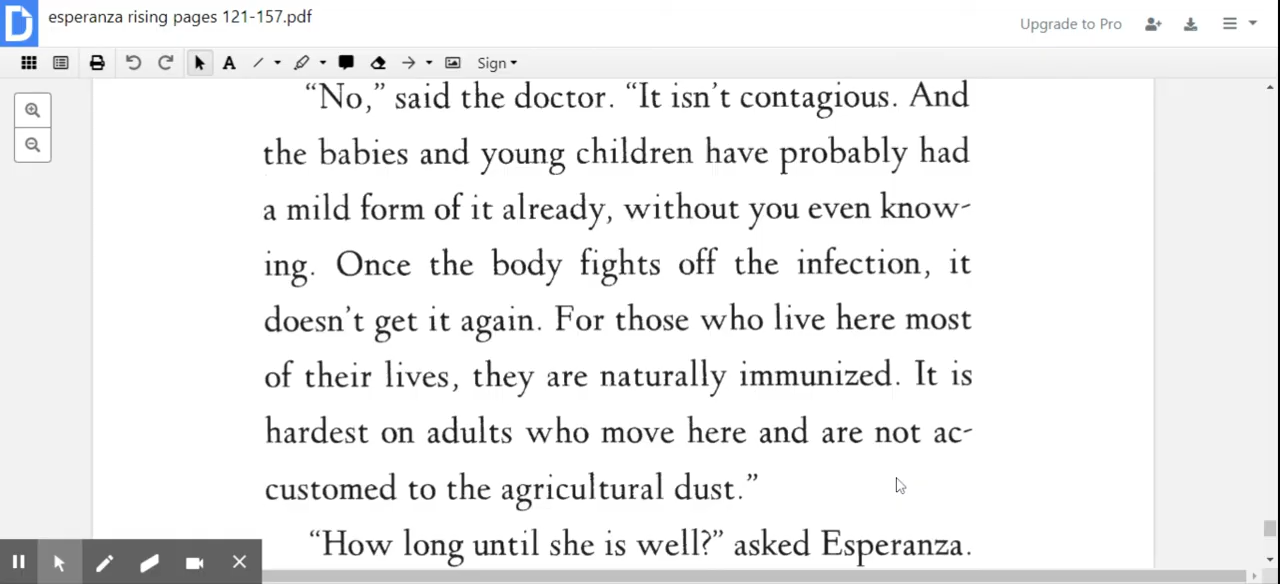 esperanza rising pages 121-157.pdf
Upgrade to Pro
A
Sign
“No,” said the doctor. “It isn’t contagious. And
the babies and young children have probably had
a mild form of it already, without you even know-
ing. Once the body fights off the infection, it
doesn’t get it again. For those who live here most
of their lives, they are naturally immunized. It is
hardest on adults who move here and are not ac-
customed to the agricultural dust.”
“How long until she is well?” asked Esperanza.